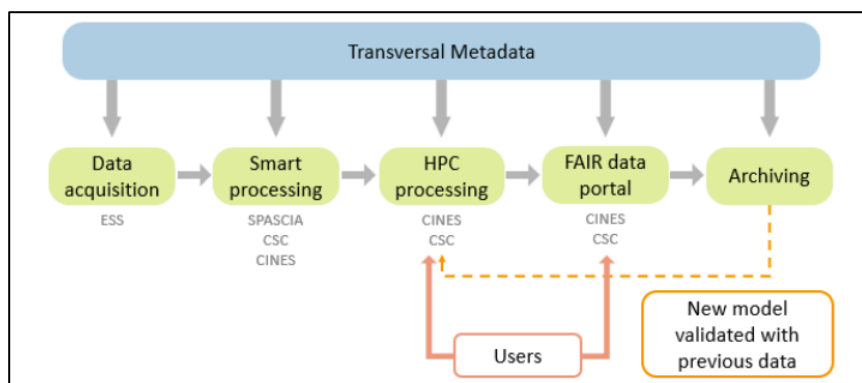 Transversal Metadata
Data
acquisition
Smart
processing
HPC
processing
FAIR data
portal
Archiving
ESS
SPASCIA
CSC
CINES
CINES
CSC
CINES
CSC
Users
New model
validated with
previous data